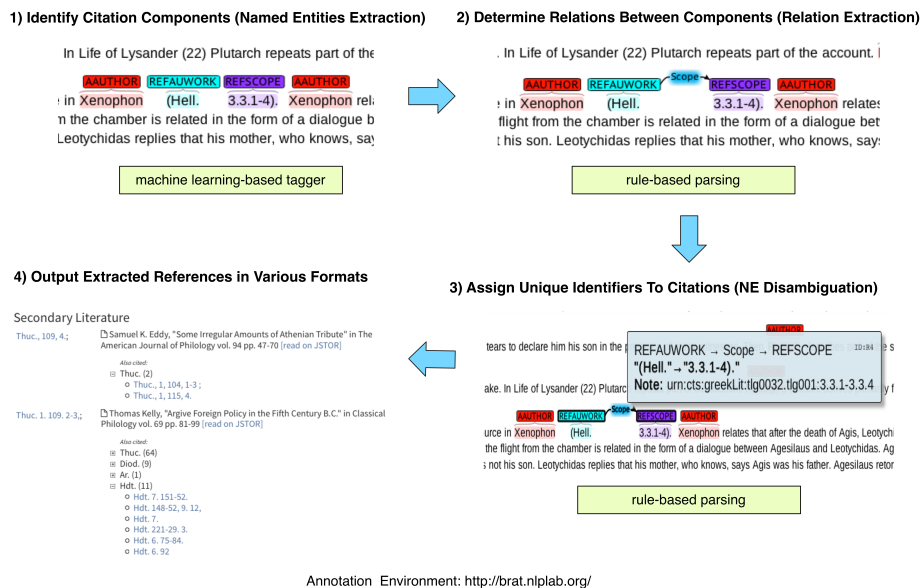 1) Identify Citation Components (Named Entities Extraction)
In Life of Lysander (22) Plutarch repeats part of the
AAUTHOR REFAUWORK REFSCOPE AAUTHOR
in Xenophon (Hell. 3.3.1-4). Xenophon rela
the chamber is related in the form of a dialogue b
Leotychidas replies that his mother, who knows, say
machine learning-based tagger
2) Determine Relations Between Components (Relation Extraction)
. In Life of Lysander (22) Plutarch repeats part of the account.
Scope
AAUTHOR REFAUWORK REFSCOPE AAUTHOR
in Xenophon (Hell. 3.3.1-4). Xenophon relates
flight from the chamber is related in the form of a dialogue bet
t his son. Leotychidas replies that his mother, who knows, says
rule-based parsing
3) Assign Unique Identifiers To Citations (NE Disambiguation)
AAUTHOR
tears to declare him his son in the p
REFAUWORK → Scope → REFSCOPE
"(Hell."→"3.3.1-4)."
Note: urn:cts:greekLit:tlg0032.tlg001:3.3.1-3.3.4
ake. In Life of Lysander (22) Plutarc
Scope
AAUTHOR REFAUWORK REFSCOPE AAUTHOR
urce in Xenophon (Hell. 3.3.1-4). Xenophon relates that after the death of Agis, Leotychi
the flight from the chamber is related in the form of a dialogue between Agesilaus and Leotychidas. Ag
s not his son. Leotychidas replies that his mother, who knows, says Agis was his father. Agesilaus retor
rule-based parsing
4) Output Extracted References in Various Formats
Secondary Literature
Thuc., 109, 4.; Samuel K. Eddy, "Some Irregular Amounts of Athenian Tribute" in The
American Journal of Philology vol. 94 pp. 47-70 [read on JSTOR]
Also cited:
Thuc. (2)
Thuc., 1, 104, 1-3 ;
Thuc., 1, 115, 4.
Thuc. 1. 109. 2-3,; Thomas Kelly, "Argive Foreign Policy in the Fifth Century B.C." in Classical
Philology vol. 69 pp. 81-99 [read on JSTOR]
Also cited:
Thuc. (64)
Diod. (9)
Ar. (1)
Hdt. (11)
Hdt. 7. 151-52.
Hdt. 148-52, 9. 12,
Hdt. 7.
Hdt. 221-29. 3.
Hdt. 6. 75-84.
Hdt. 6. 92
Annotation Environment: http://brat.nlplab.org/